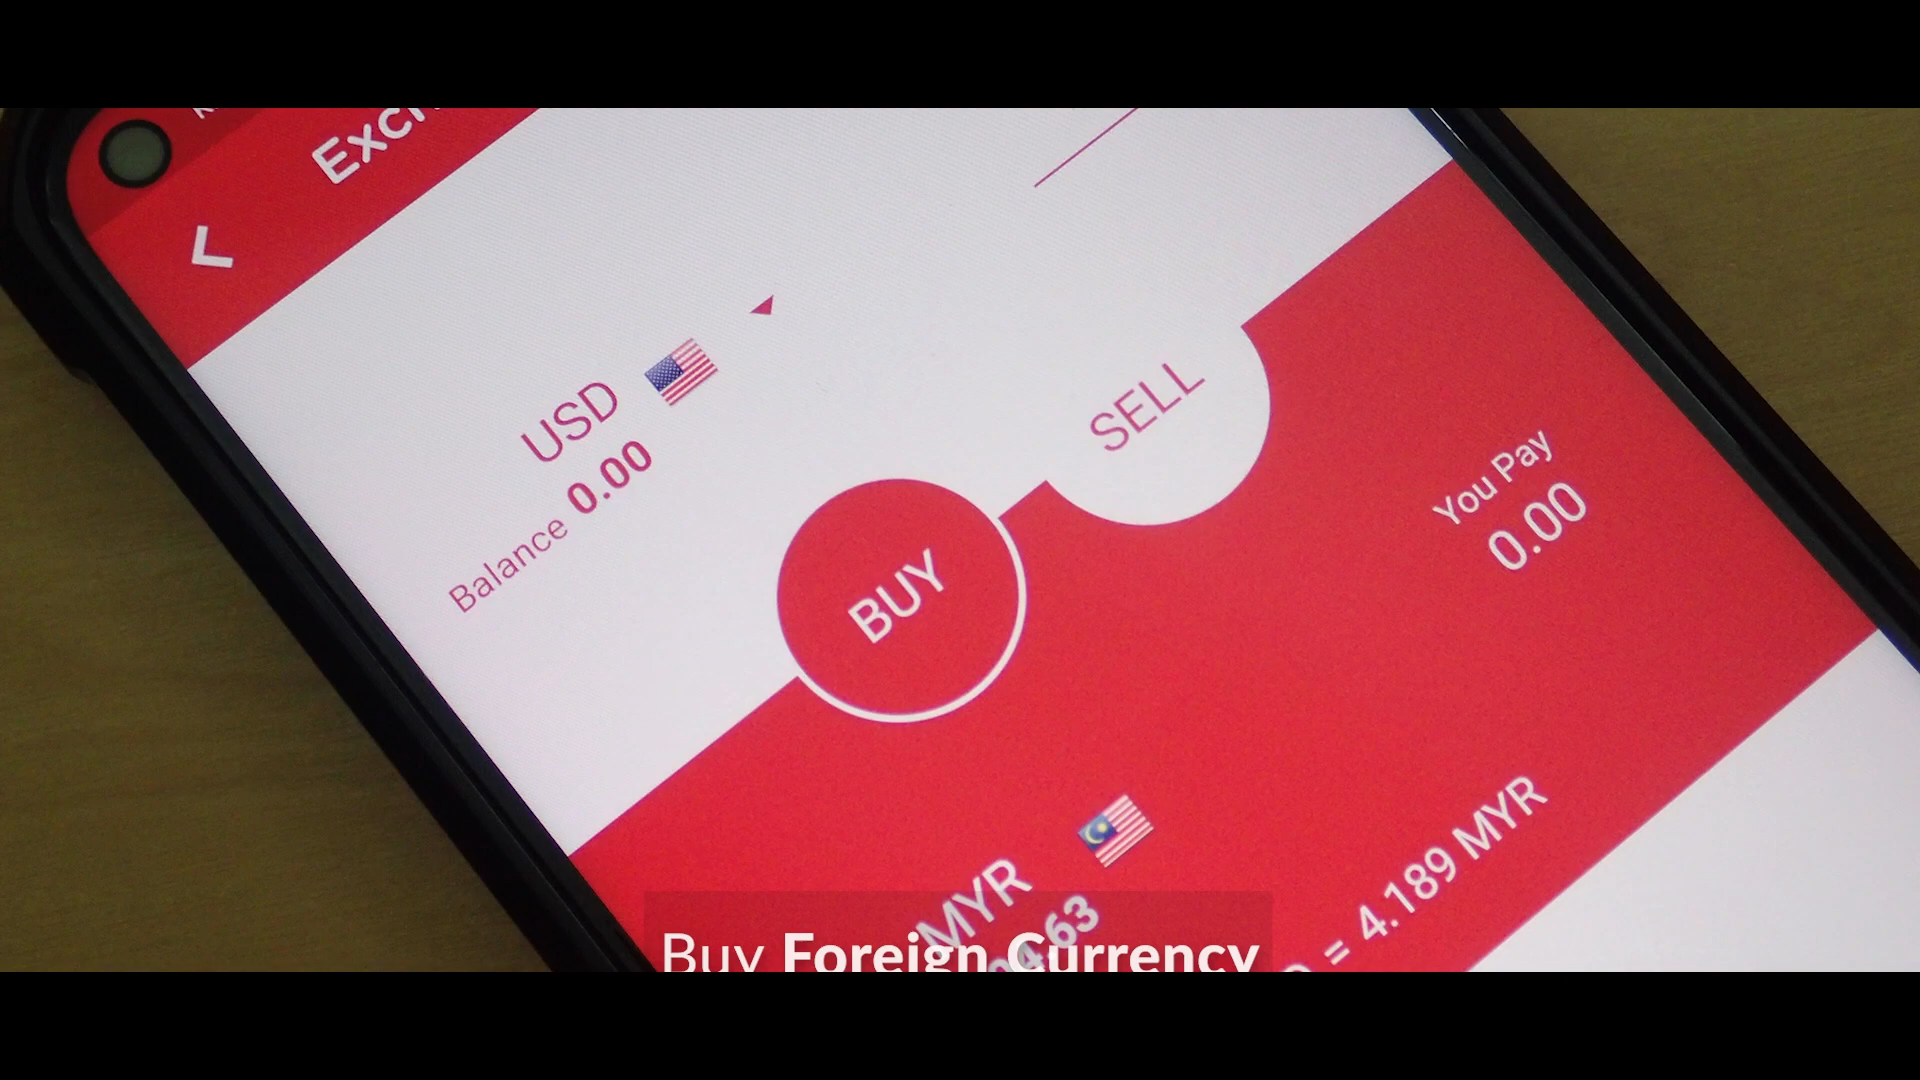 USD
Balance 0.00
SELL
BUY
You Pay
0.00
MYR
= 4.189 MYR
Buy Foreign Currency